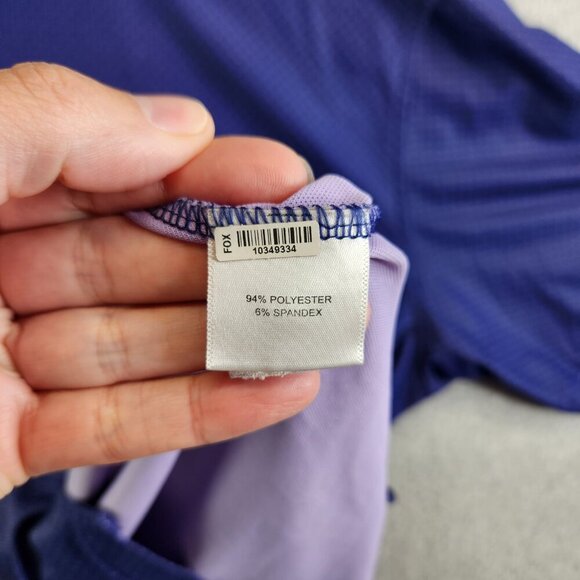 FOX
10349334
94% POLYESTER
6% SPANDEX